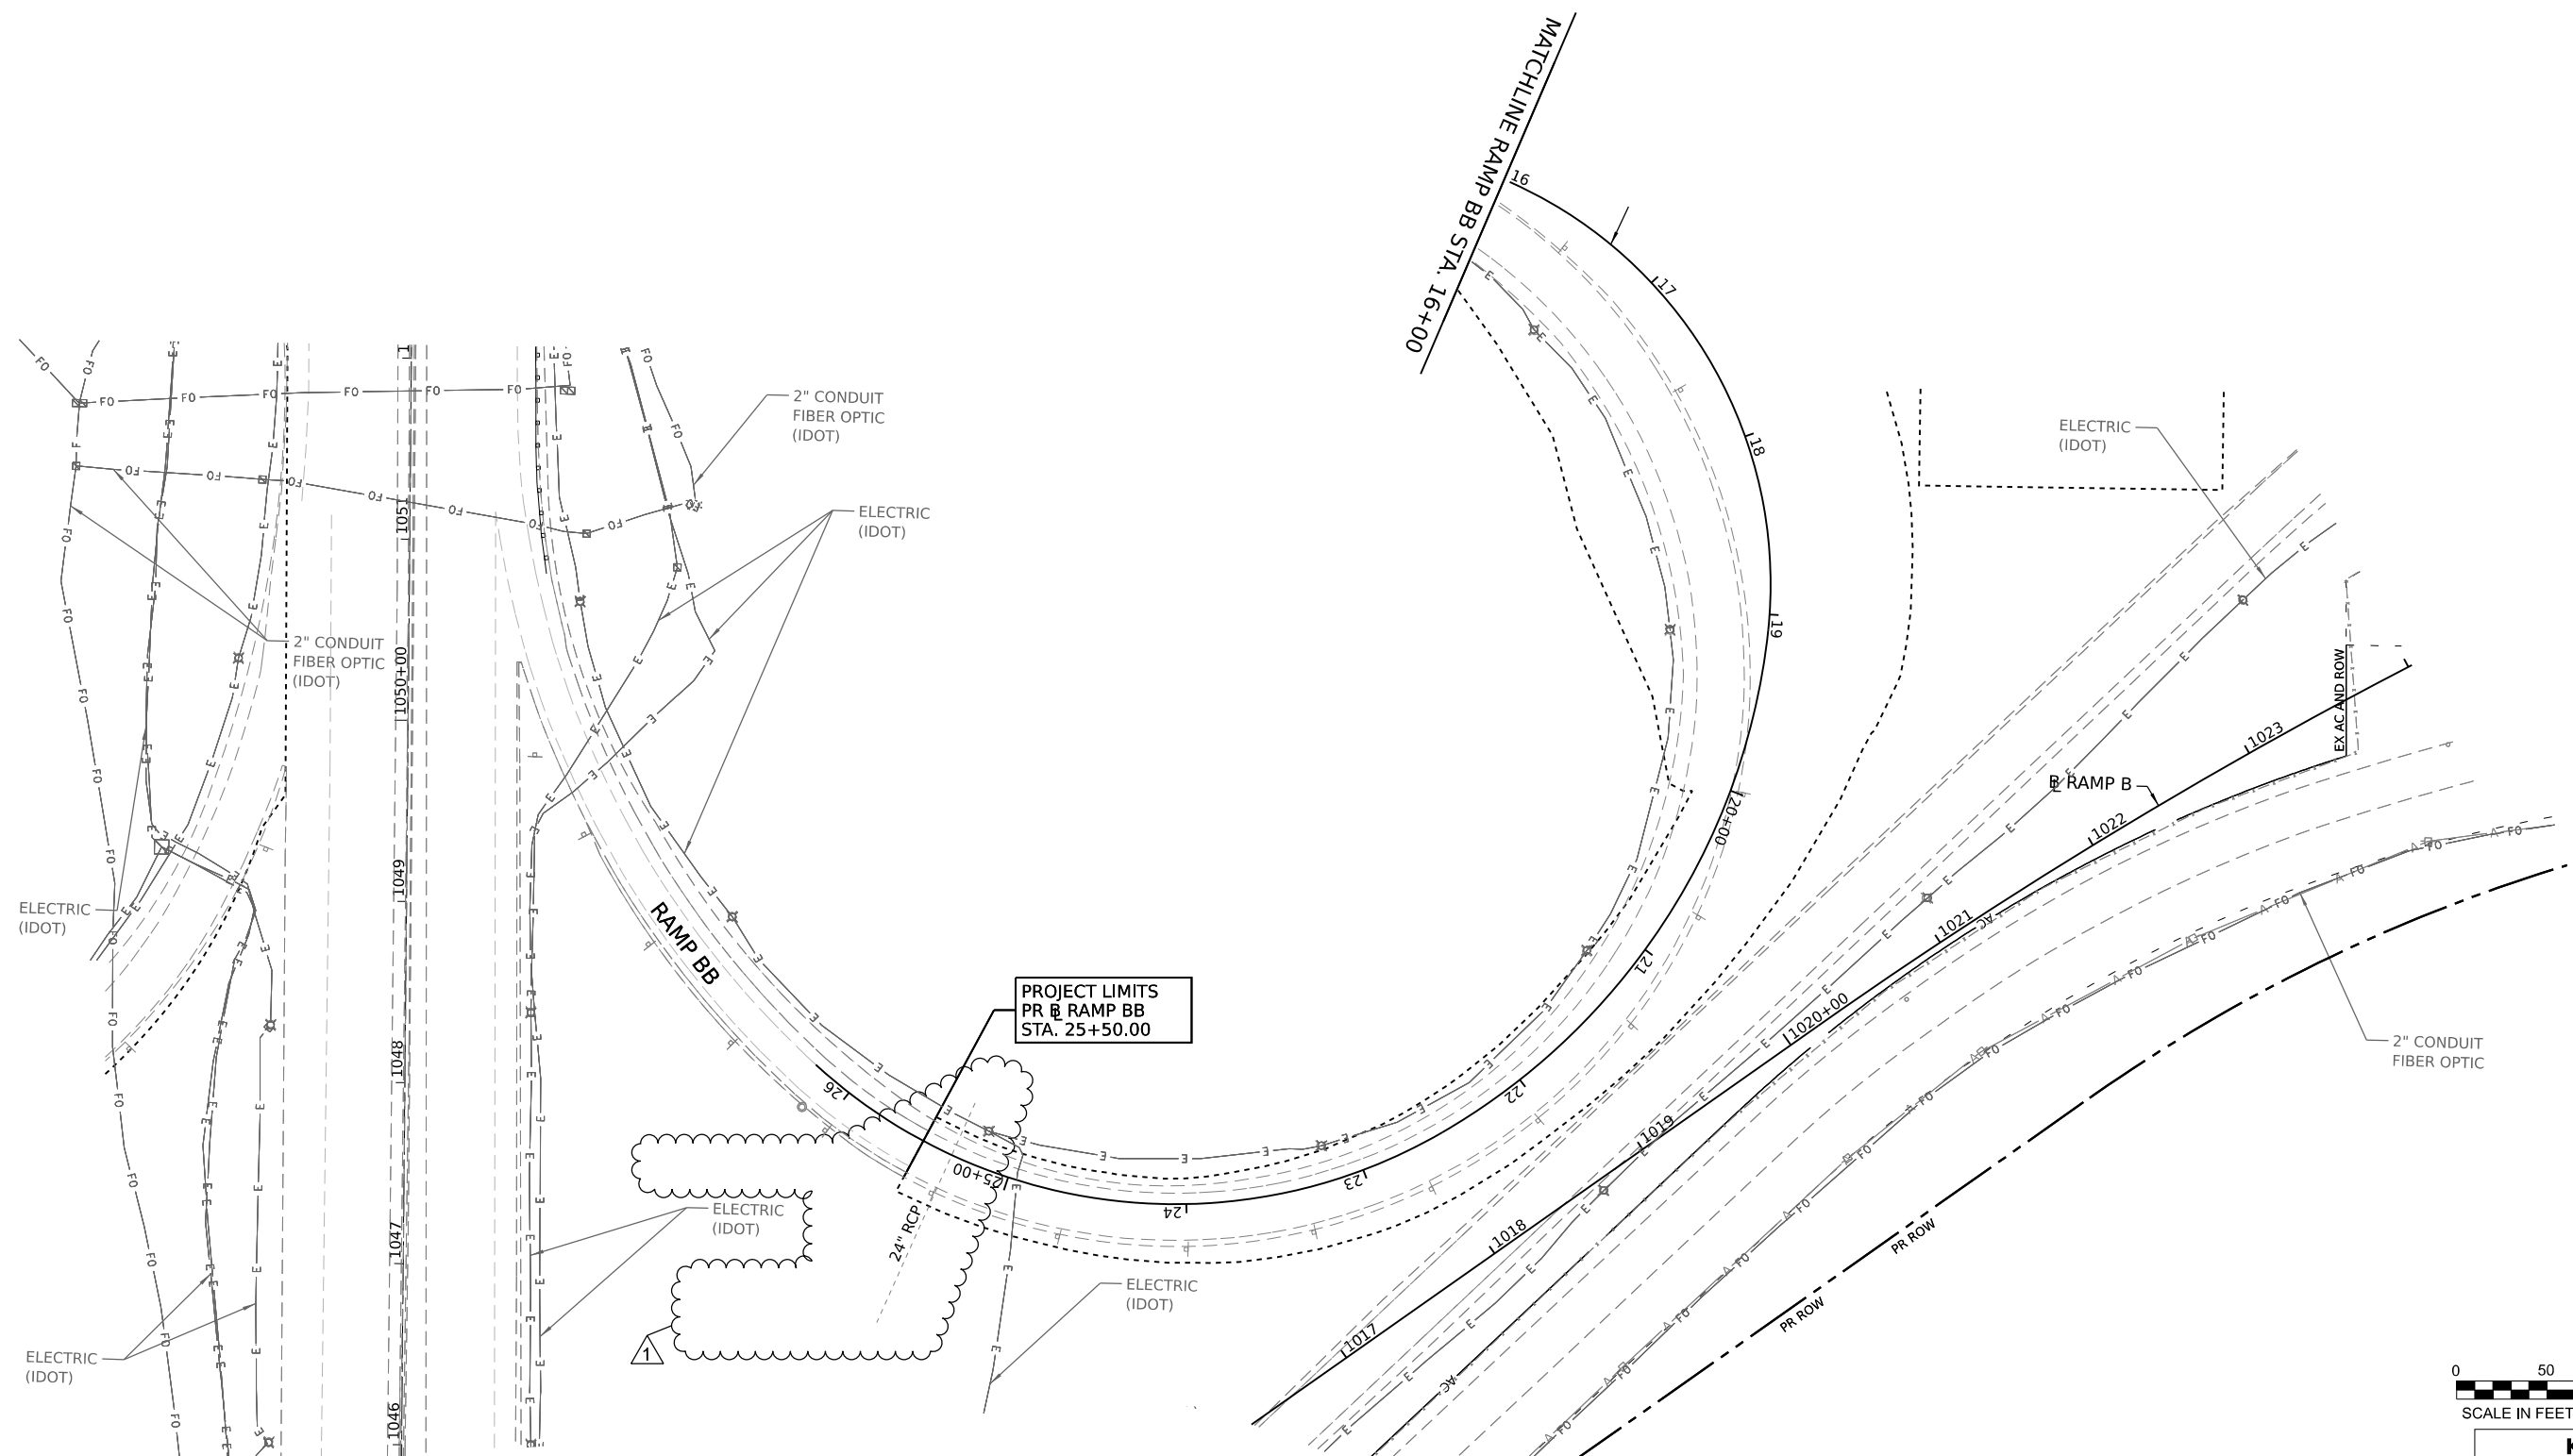 MATCHLINE RAMP BB STA. 16+00
16
17
18
19
20+00
21
22
23
24
25+00
26
2" CONDUIT
FIBER OPTIC
(IDOT)
ELECTRIC
(IDOT)
ELECTRIC
(IDOT)
2" CONDUIT
FIBER OPTIC
(IDOT)
1051
1050+00
1049
1048
1047
1046
EX AC AND ROW
℄ RAMP B
1023
1022
1021
1020+00
1019
1018
1017
AC
AC
ELECTRIC
(IDOT)
RAMP BB
PROJECT LIMITS
PR ℄ RAMP BB
STA. 25+50.00
2" CONDUIT
FIBER OPTIC
24" RCP
ELECTRIC
(IDOT)
PR ROW
PR ROW
ELECTRIC
(IDOT)
1
ELECTRIC
(IDOT)
0 50
SCALE IN FEET